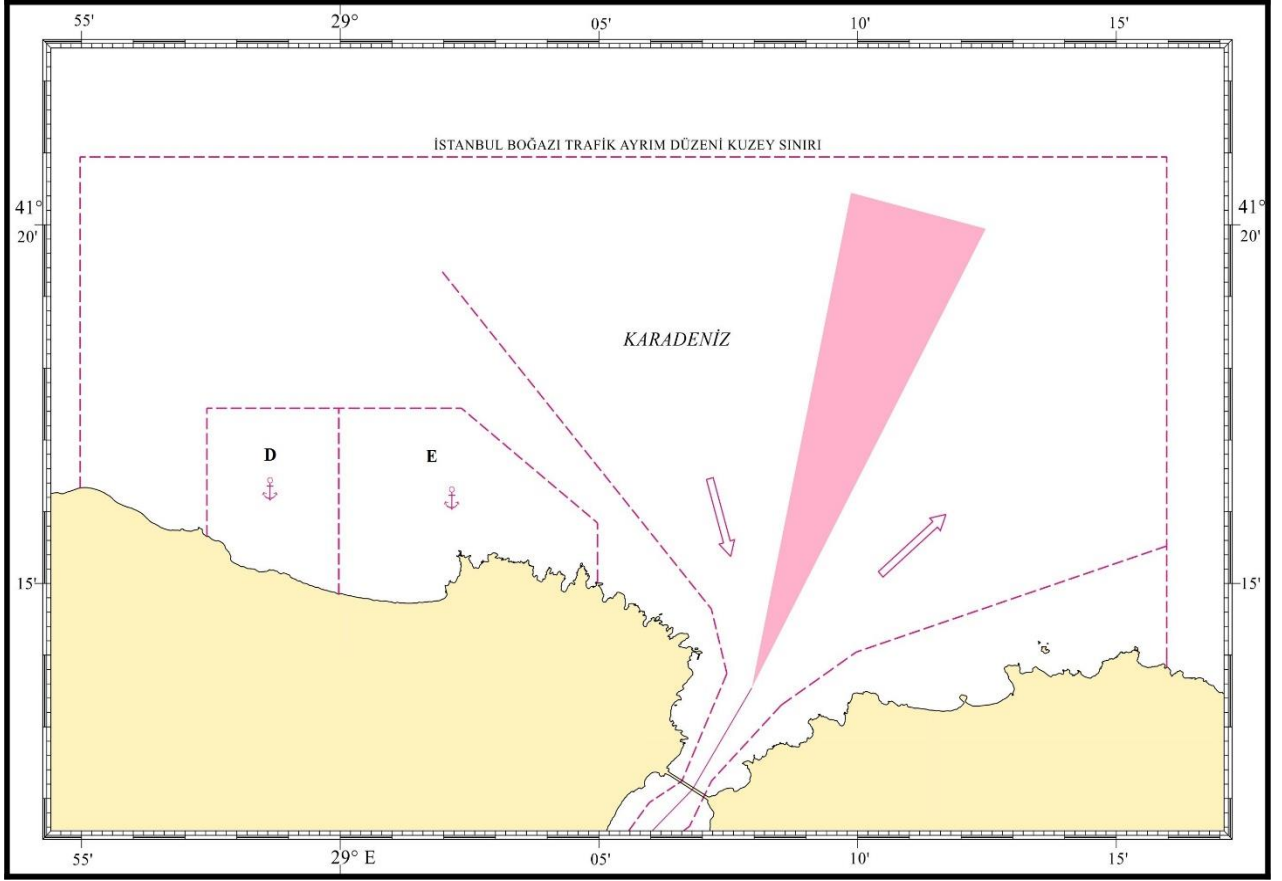 55' 29° 05' 10' 15'
İSTANBUL BOĞAZI TRAFİK AYRIM DÜZENİ KUZEY SINIRI
41° 41°
20' 20'
KARADENİZ
D E
15' 15'
55' 29° E 05' 10' 15'